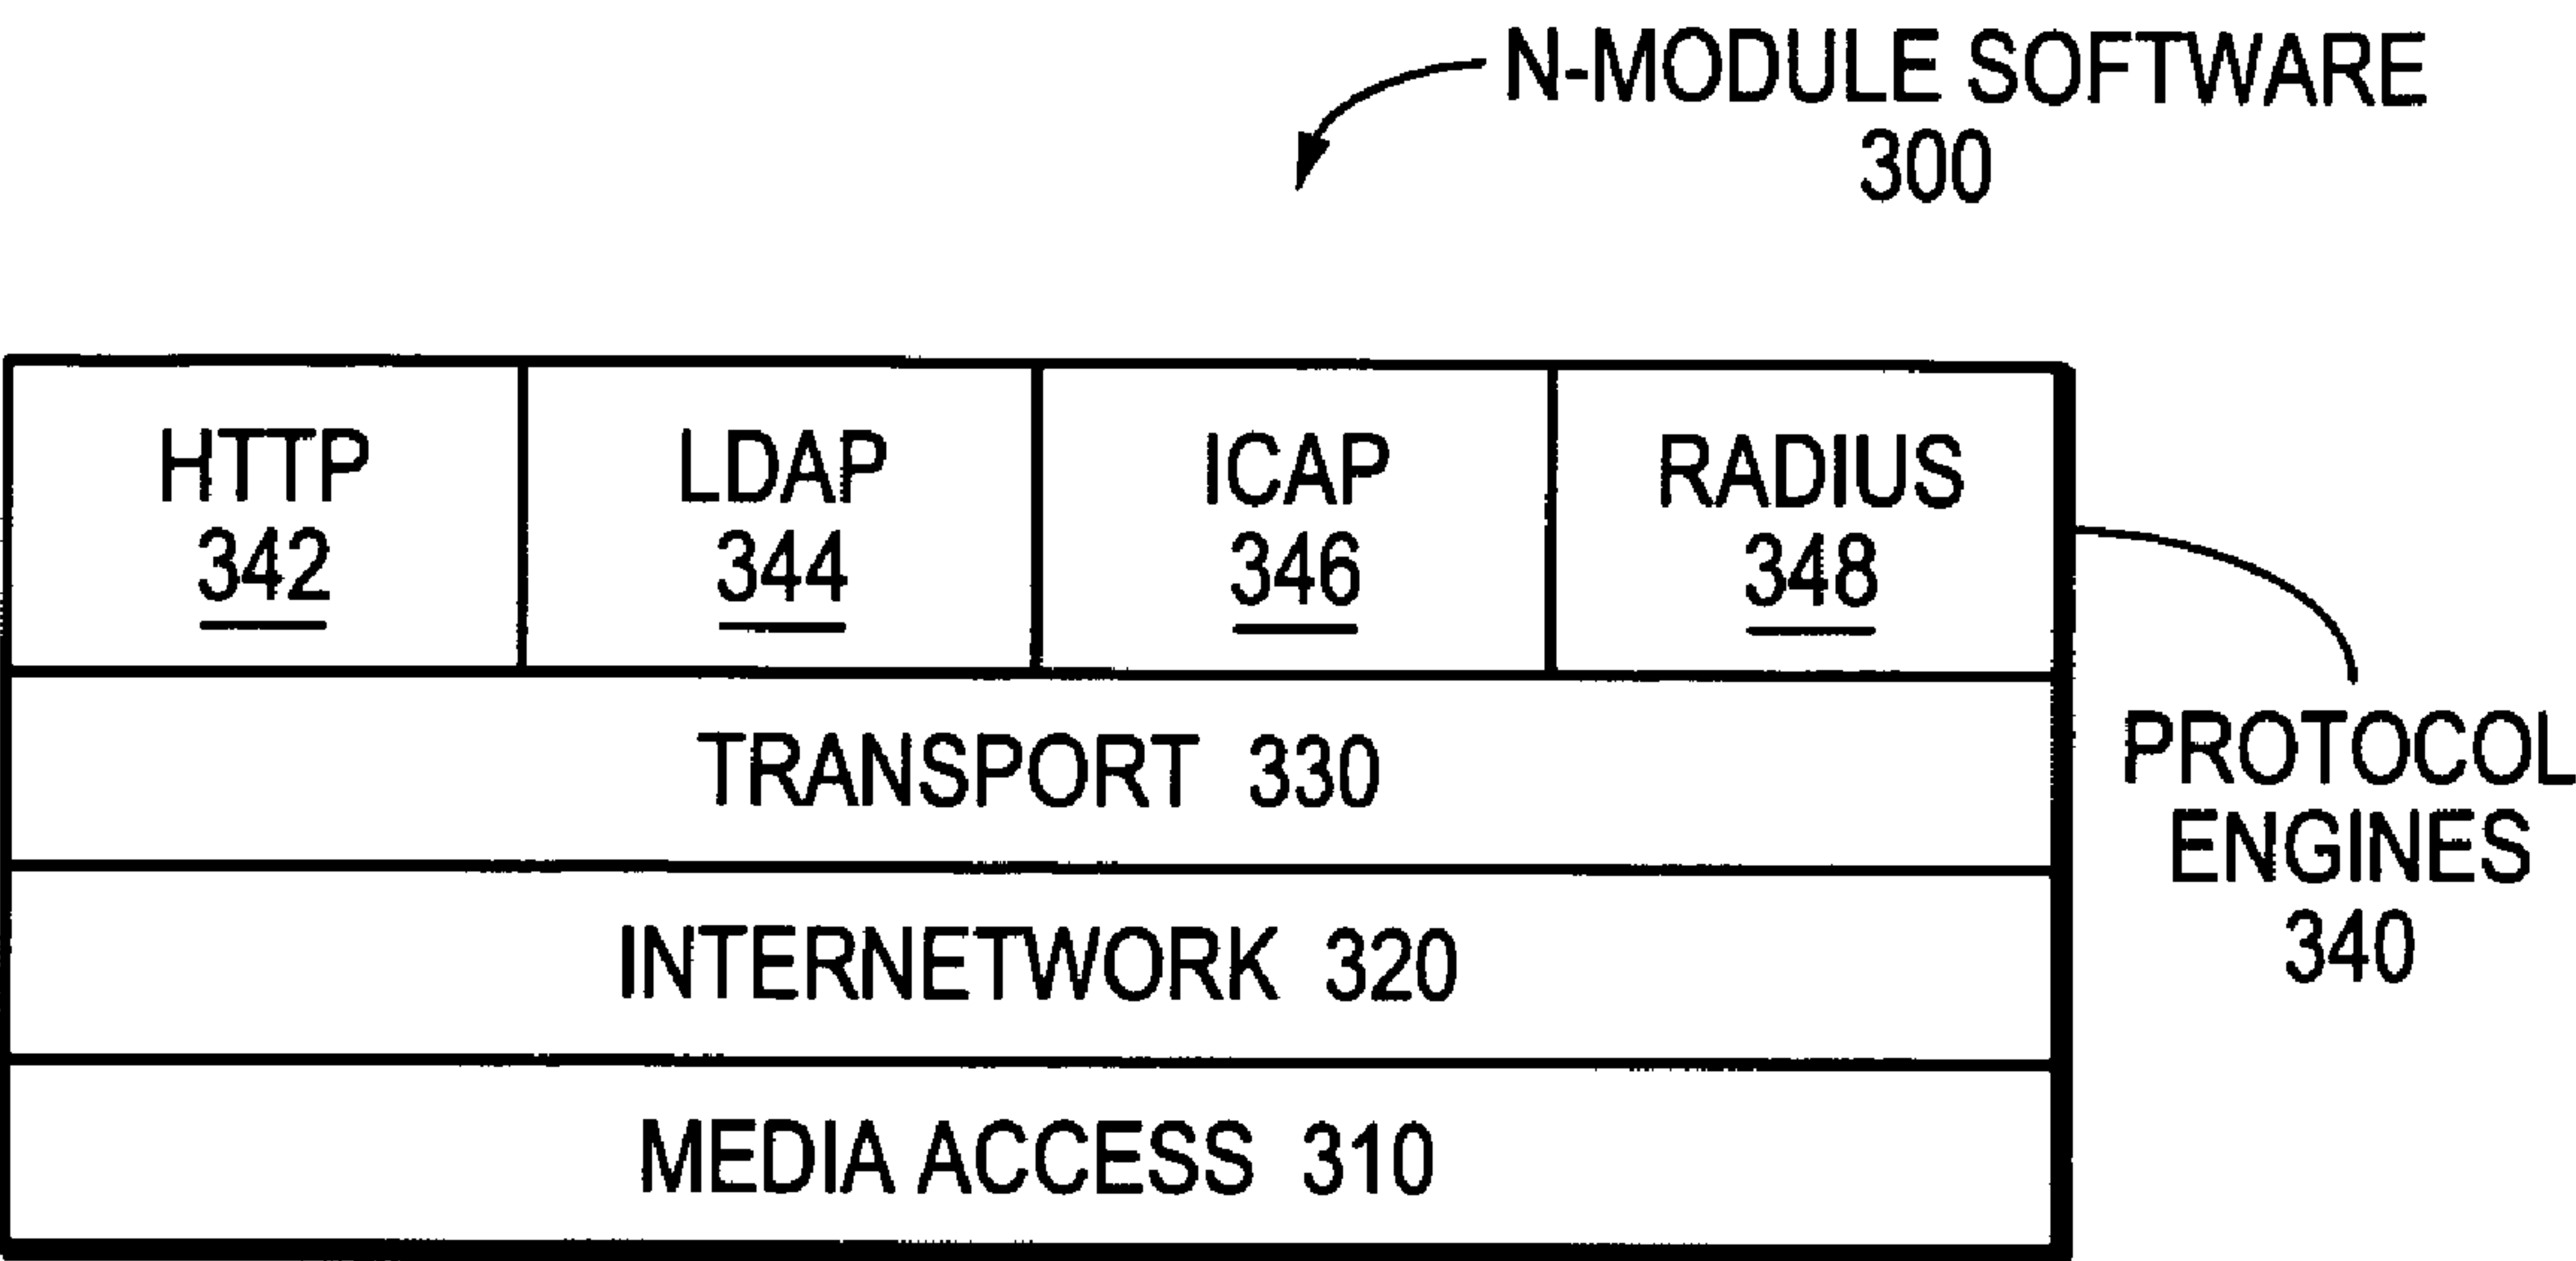 N-MODULE SOFTWARE
300
HTTP
342
LDAP
344
ICAP
346
RADIUS
348
TRANSPORT 330
INTERNETWORK 320
MEDIA ACCESS 310
PROTOCOL
ENGINES
340